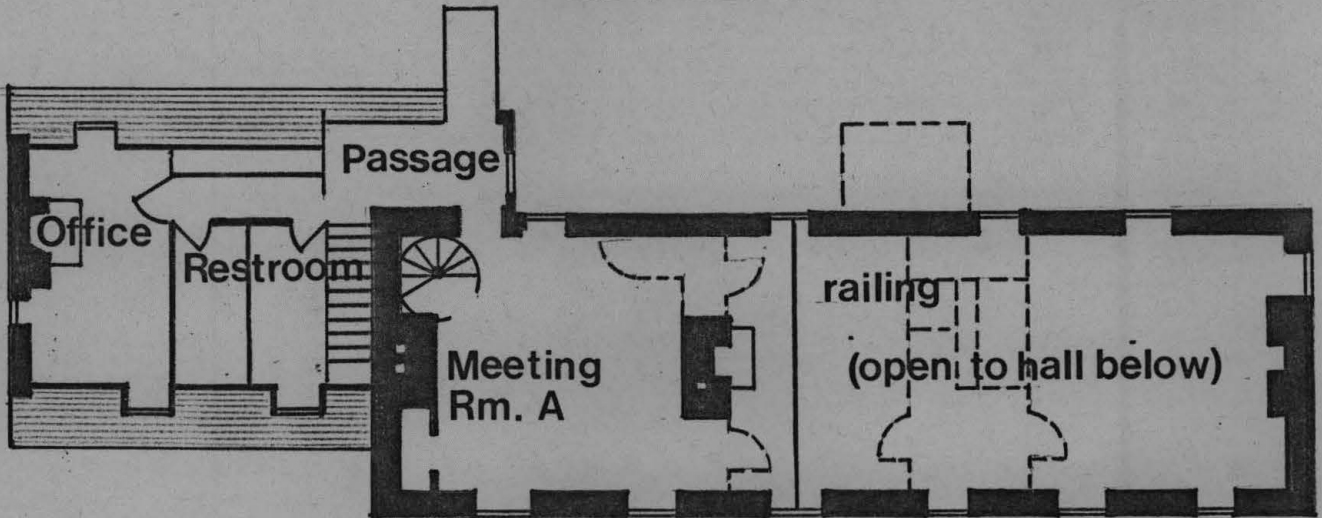 Passage
Office
Restroom
railing
Meeting
Rm. A
(open to hall below)